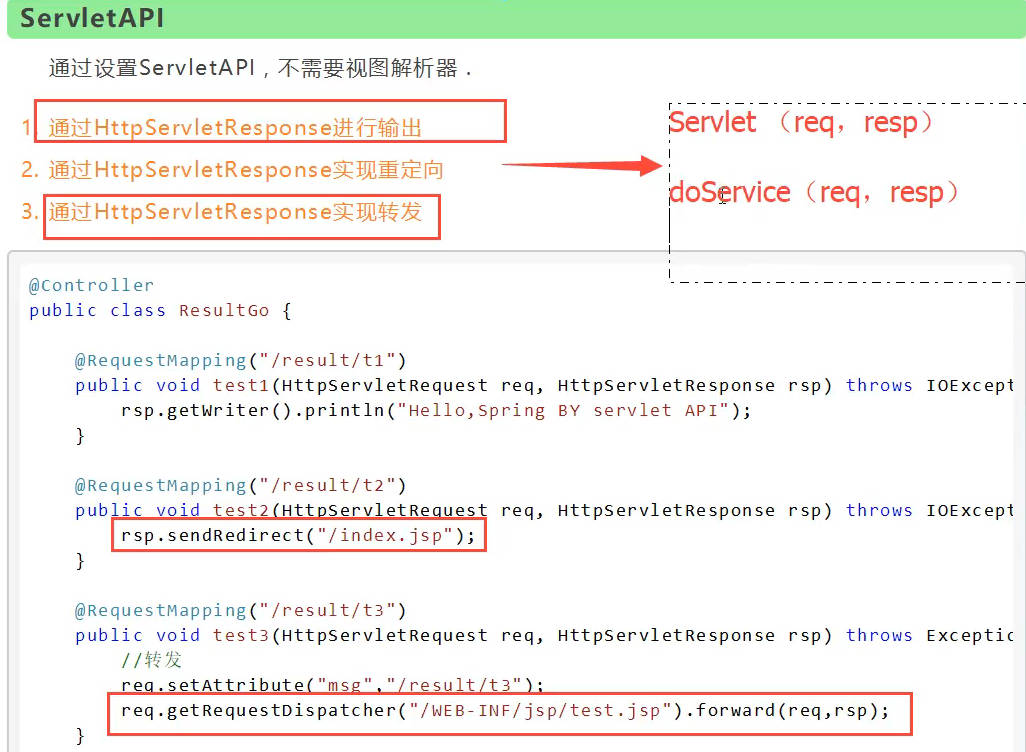 ServletAPI
通过设置ServletAPI，不需要视图解析器．
1. 通过HttpServletResponse进行输出
2. 通过HttpServletResponse实现重定向
3. 通过HttpServletResponse实现转发
Servlet （req，resp）
doService（req，resp）
@Controller
public class ResultGo {
@RequestMapping("/result/t1")
public void test1(HttpServletRequest req, HttpServletResponse rsp) throws IOExcept
rsp.getWriter().println("Hello,Spring BY servlet API");
}
@RequestMapping("/result/t2")
public void test2(HttpServletRequest req, HttpServletResponse rsp) throws IOExcept
rsp.sendRedirect("/index.jsp");
}
@RequestMapping("/result/t3")
public void test3(HttpServletRequest req, HttpServletResponse rsp) throws Exceptio
//转发
req.setAttribute("msg","/result/t3");
req.getRequestDispatcher("/WEB-INF/jsp/test.jsp").forward(req,rsp);
}